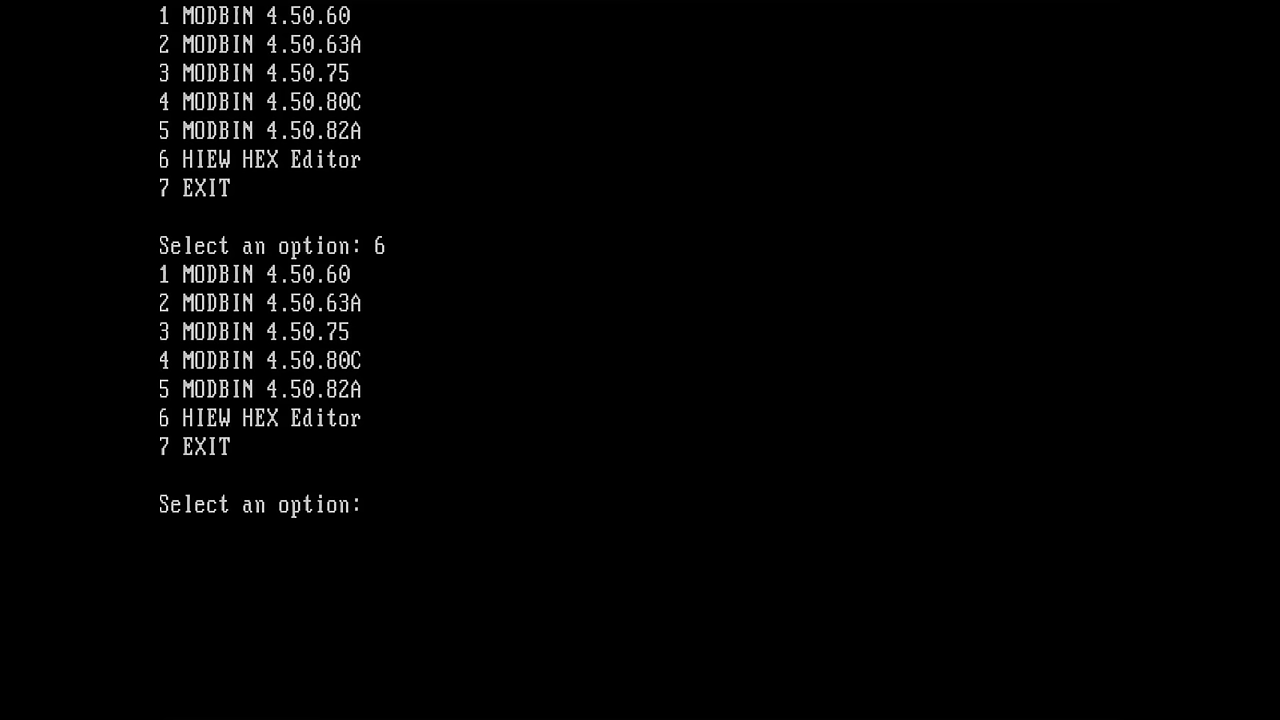 1 MODBIN 4.50.60
2 MODBIN 4.50.63A
3 MODBIN 4.50.75
4 MODBIN 4.50.80C
5 MODBIN 4.50.82A
6 HIEW HEX Editor
7 EXIT
Select an option: 6
1 MODBIN 4.50.60
2 MODBIN 4.50.63A
3 MODBIN 4.50.75
4 MODBIN 4.50.80C
5 MODBIN 4.50.82A
6 HIEW HEX Editor
7 EXIT
Select an option: